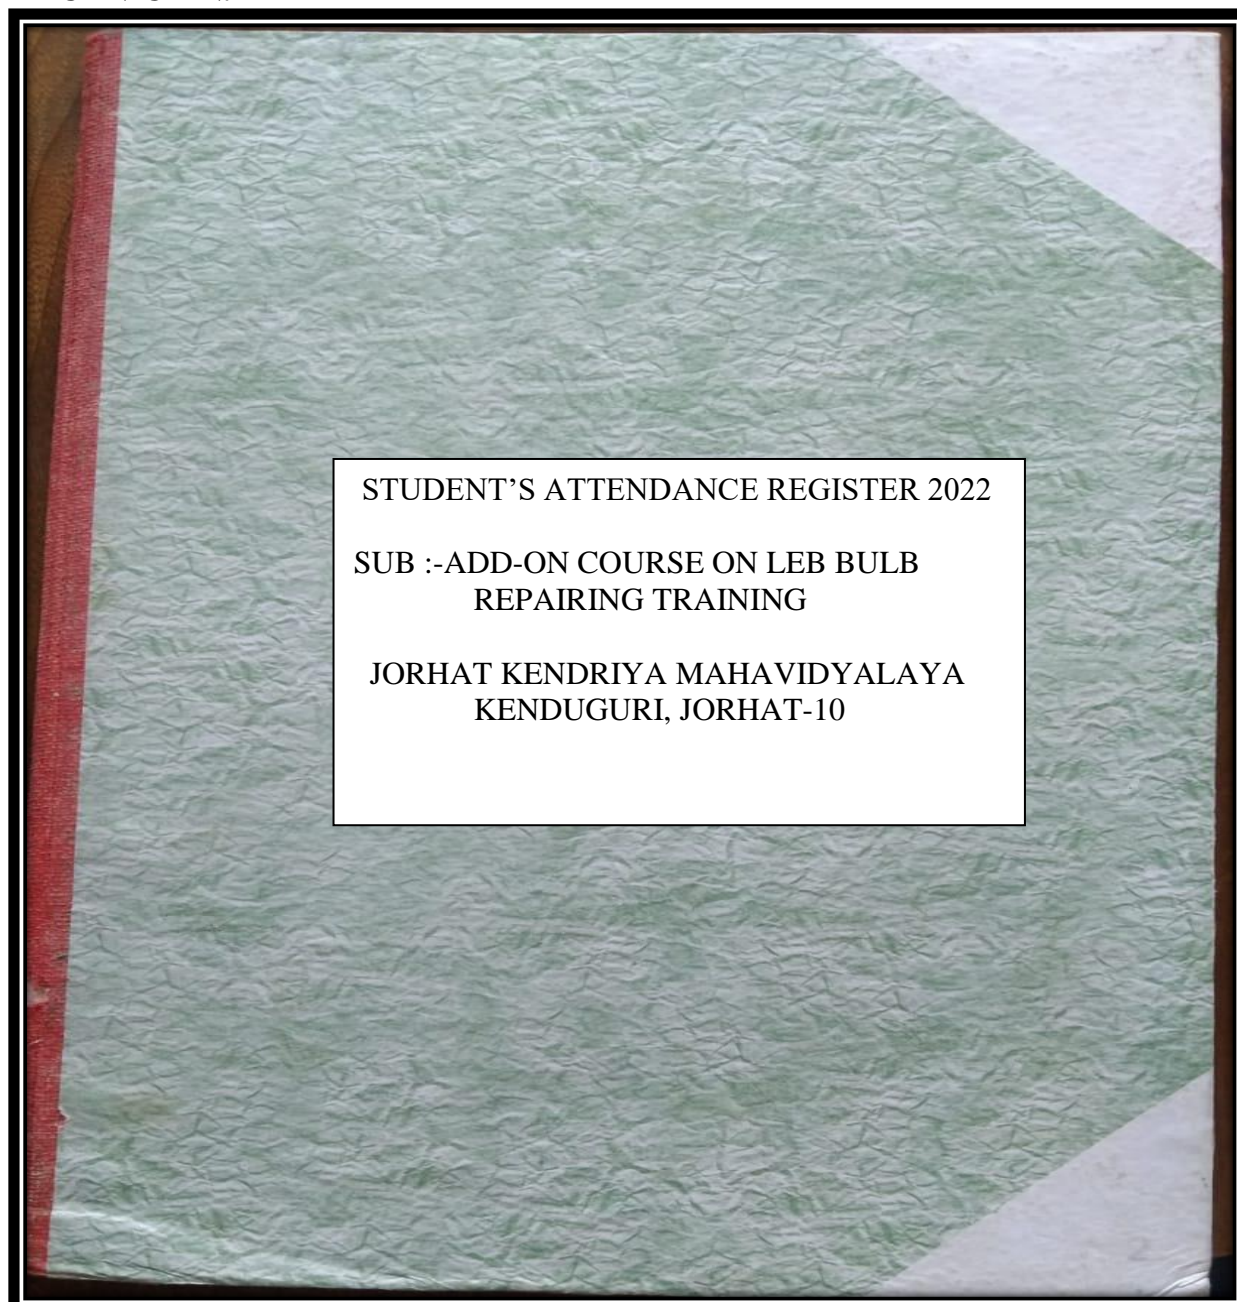 STUDENT’S ATTENDANCE REGISTER 2022
SUB :-ADD-ON COURSE ON LEB BULB
REPAIRING TRAINING
JORHAT KENDRIYA MAHAVIDYALAYA
KENDUGURI, JORHAT-10